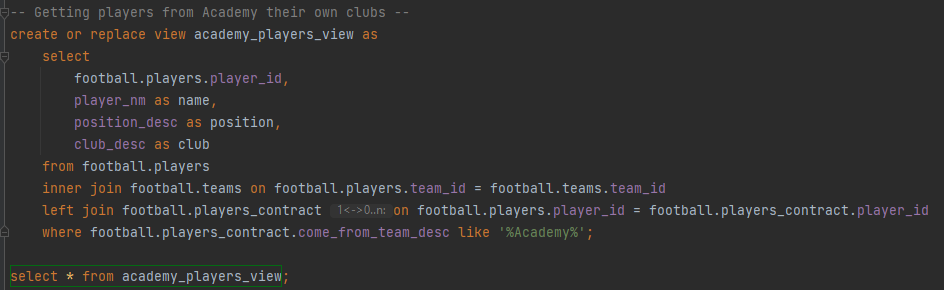 -- Getting players from Academy their own clubs --
create or replace view academy_players_view as
select
football.players.player_id,
player_nm as name,
position_desc as position,
club_desc as club
from football.players
inner join football.teams on football.players.team_id = football.teams.team_id
left join football.players_contract 1<->0..n: on football.players.player_id = football.players_contract.player_id
where football.players_contract.come_from_team_desc like '%Academy%';
select * from academy_players_view;